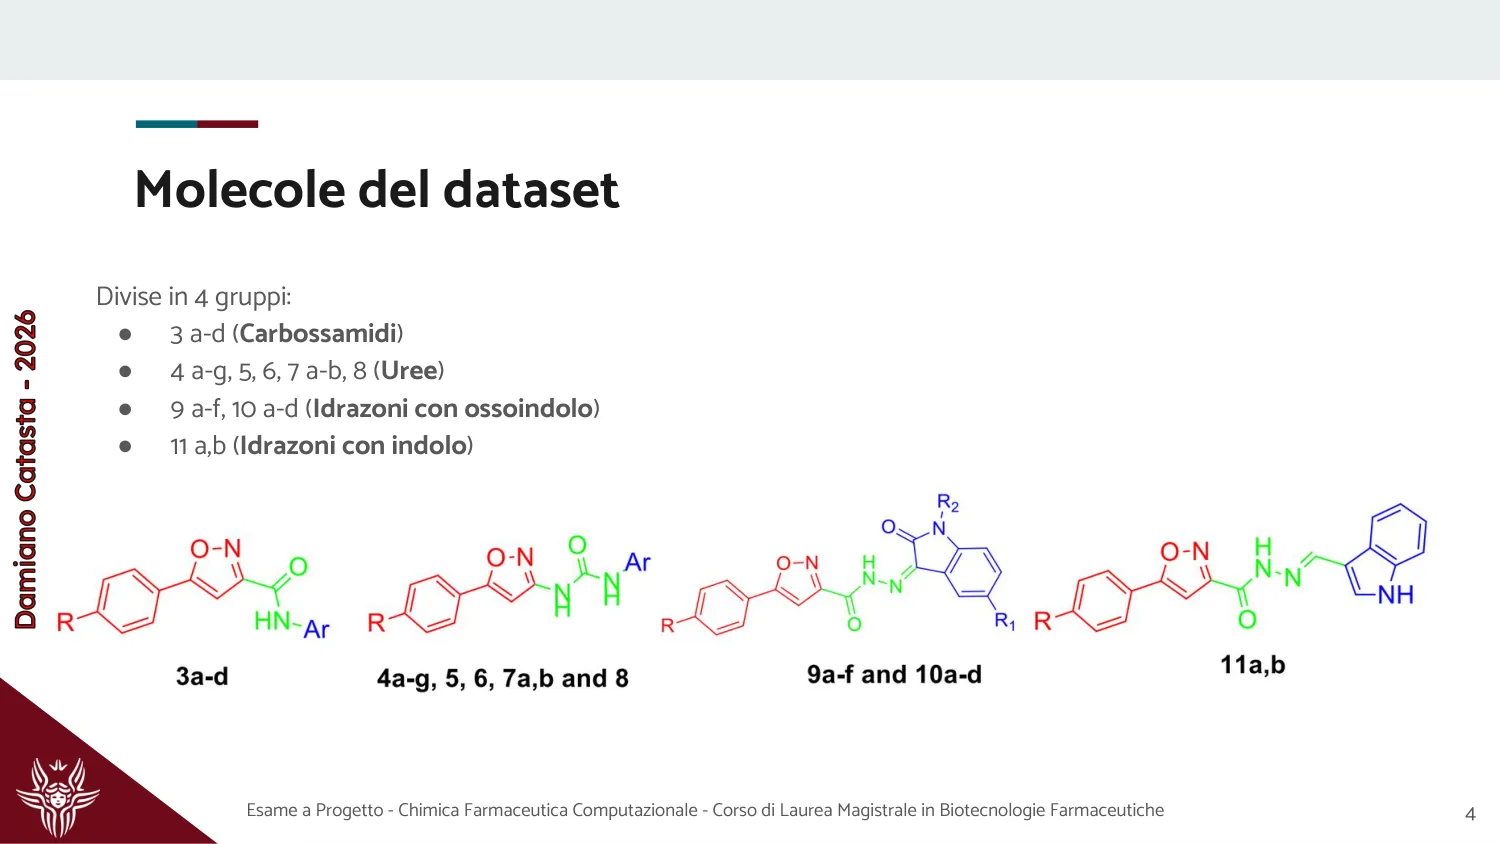 Molecole del dataset
Divise in 4 gruppi:
● 3 a-d (Carbossamidi)
● 4 a-g, 5, 6, 7 a-b, 8 (Uree)
● 9 a-f, 10 a-d (Idrazoni con ossoindolo)
● 11 a,b (Idrazoni con indolo)
Damiano Catasta - 2026
R O-N O HN Ar
3a-d
R O-N O N H N H Ar
4a-g, 5, 6, 7a,b and 8
R O-N O H N N O N R2 R1
9a-f and 10a-d
R O-N O H N N NH
11a,b
Esame a Progetto - Chimica Farmaceutica Computazionale - Corso di Laurea Magistrale in Biotecnologie Farmaceutiche
4